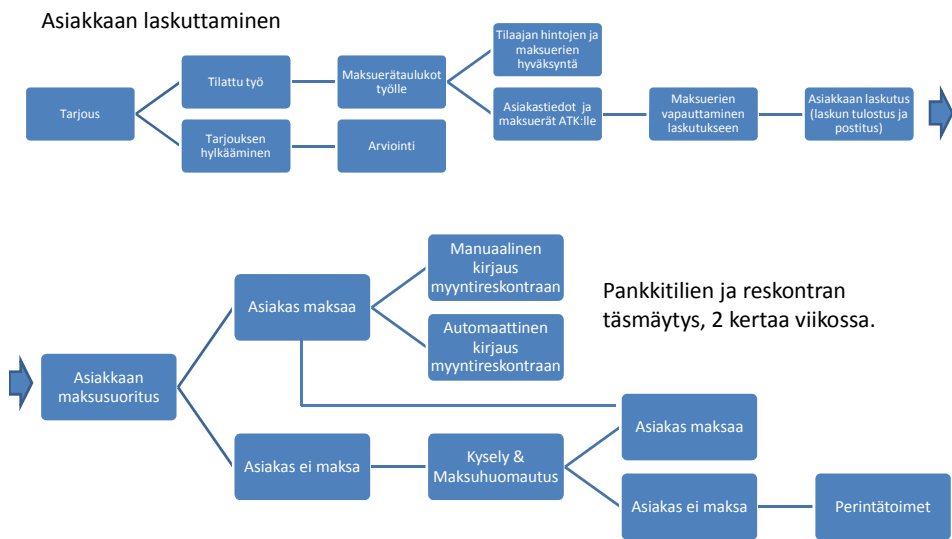 Asiakkaan laskuttaminen
Tarjous
Tilattu työ
Tarjouksen
hylkääminen
Maksuerätaulukot
työlle
Arviointi
Tilaajan hintojen ja
maksuerien
hyväksyntä
Asiakastiedot ja
maksuerät ATK:lle
Maksuerien
vapauttaminen
laskutukseen
Asiakkaan laskutus
(laskun tulostus ja
postitus)
Asiakkaan
maksusuoritus
Asiakas maksaa
Manuaalinen
kirjaus
myyntireskontraan
Automaattinen
kirjaus
myyntireskontraan
Pankkitilien ja reskontran
täsmäytys, 2 kertaa viikossa.
Asiakas ei maksa
Kysely &
Maksuhuomautus
Asiakas maksaa
Asiakas ei maksa
Perintätoimet